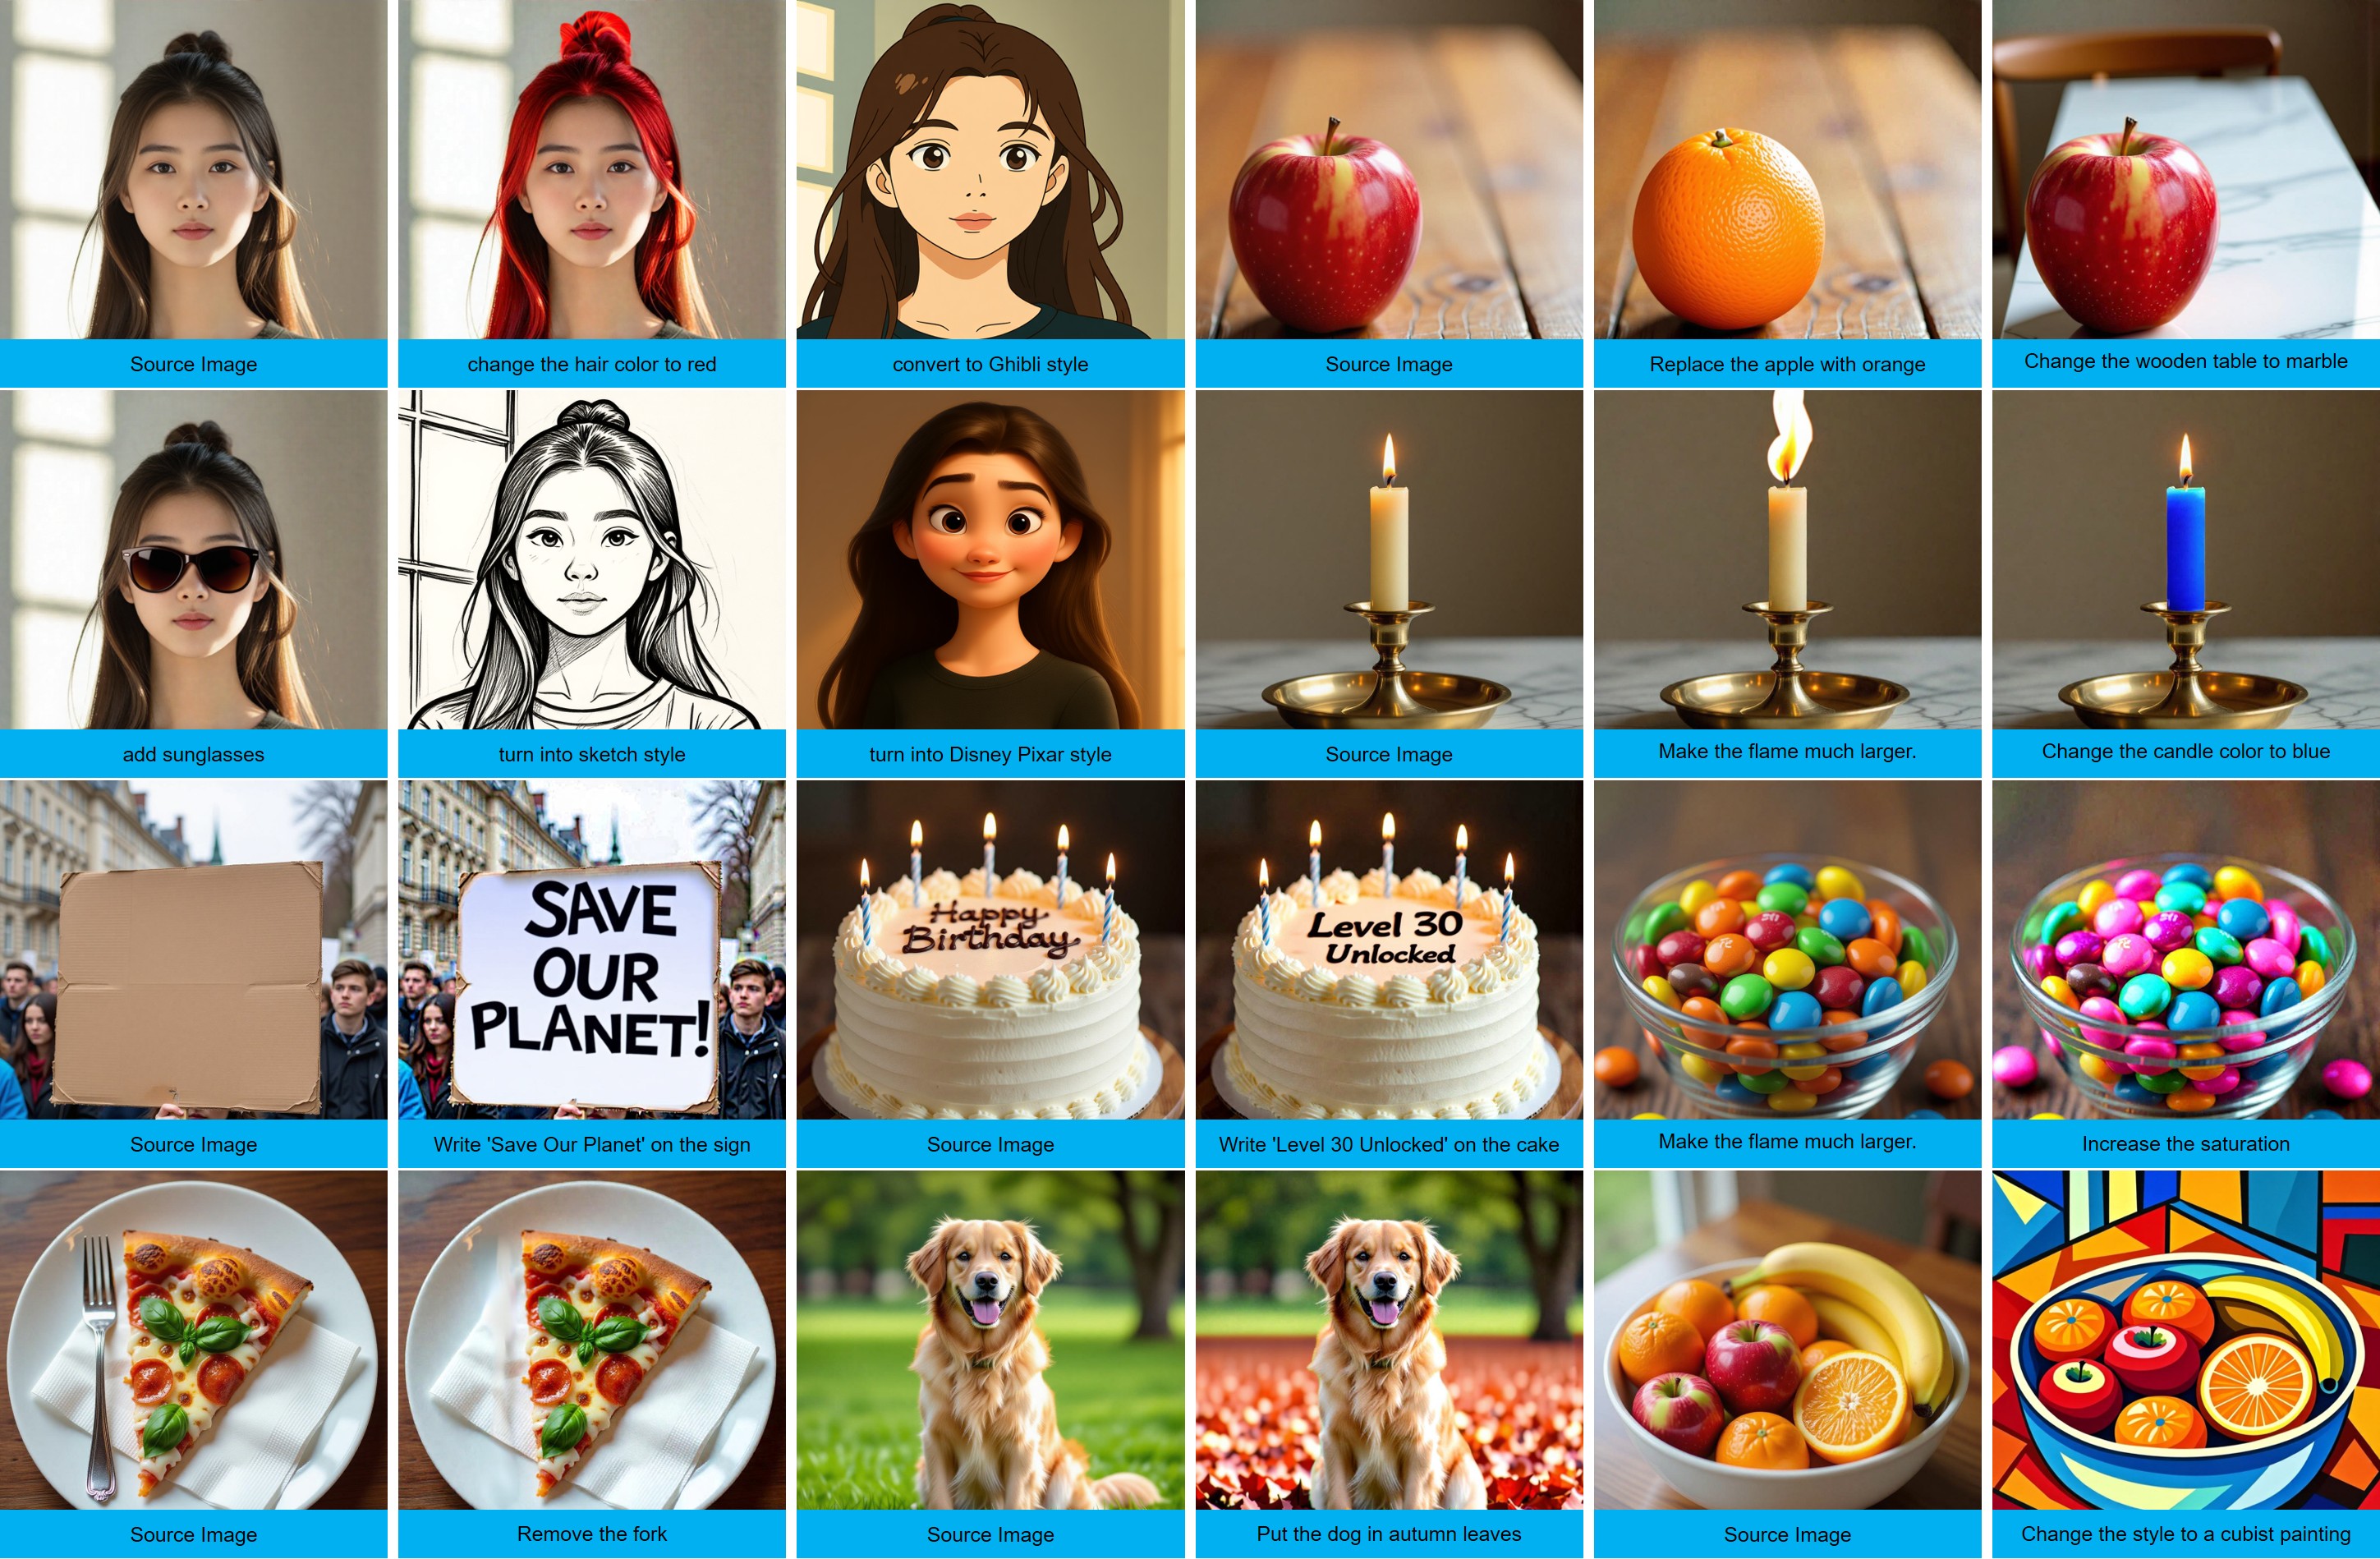 Source Image
change the hair color to red
convert to Ghibli style
Source Image
Replace the apple with orange
Change the wooden table to marble
add sunglasses
turn into sketch style
turn into Disney Pixar style
Source Image
Make the flame much larger.
Change the candle color to blue
SAVE
OUR
PLANET!
Happy
Birthday
Level 30
Unlocked
Source Image
Write 'Save Our Planet' on the sign
Source Image
Write 'Level 30 Unlocked' on the cake
Make the flame much larger.
Increase the saturation
Source Image
Remove the fork
Source Image
Put the dog in autumn leaves
Source Image
Change the style to a cubist painting